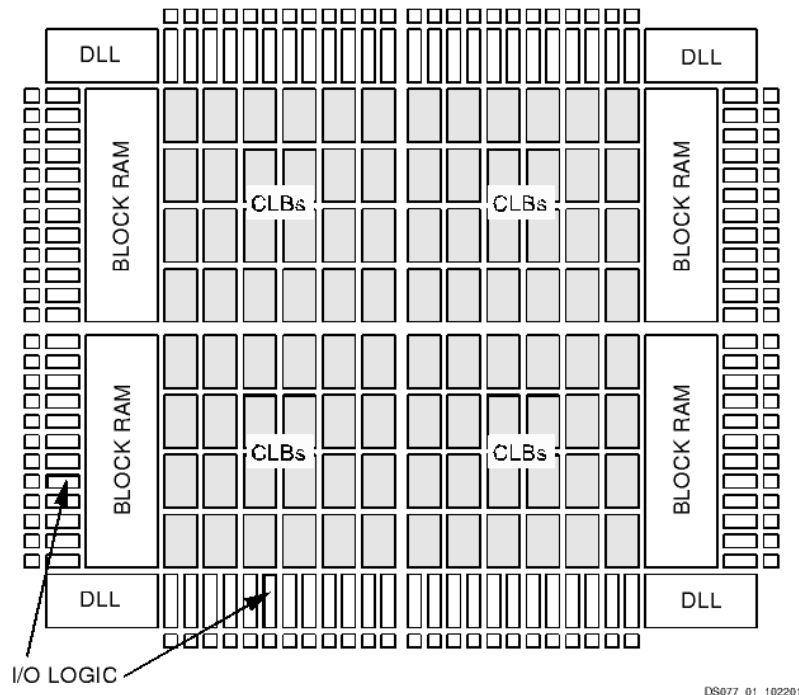 DLL
DLL
BLOCK RAM
CLBs
CLBs
BLOCK RAM
BLOCK RAM
CLBs
CLBs
BLOCK RAM
DLL
DLL
I/O LOGIC
DS077_01_102201